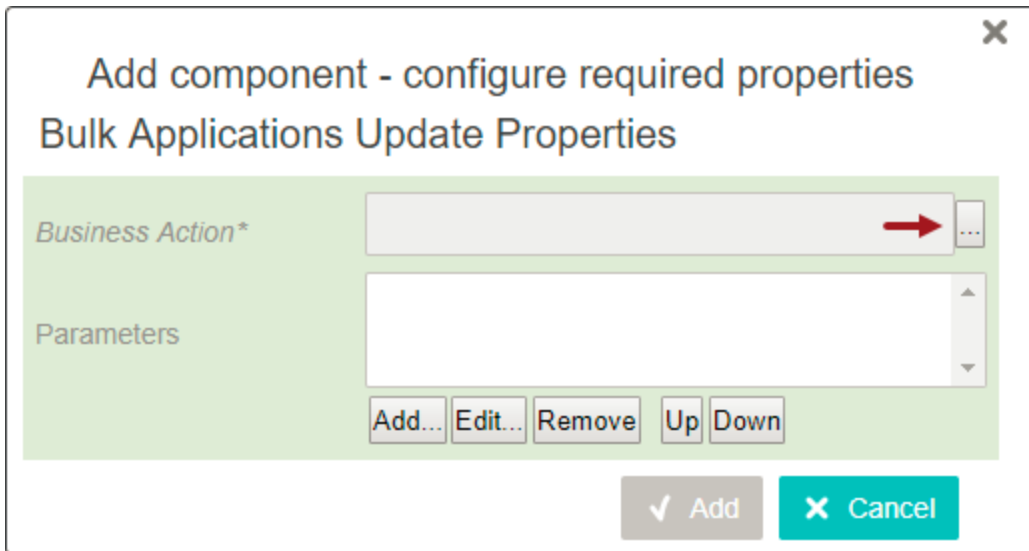 Add component - configure required properties
Bulk Applications Update Properties
Business Action*
...
Parameters
Add... Edit... Remove Up Down
Add Cancel